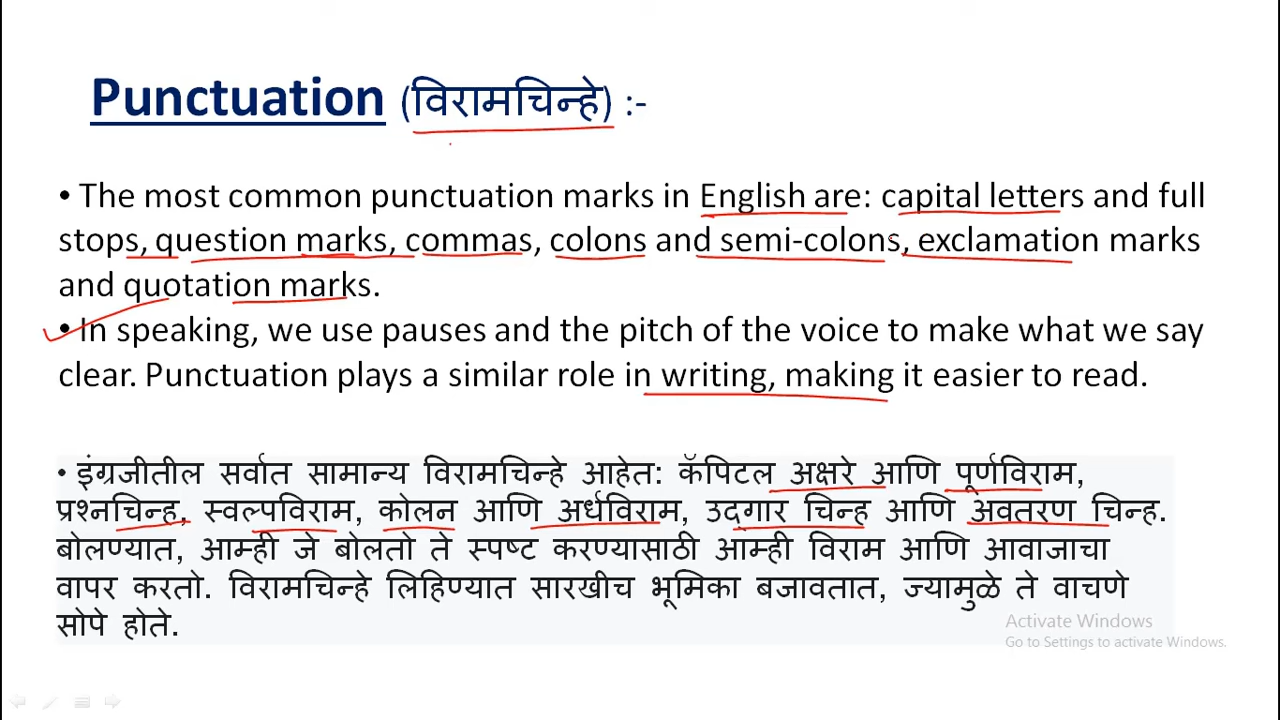 Punctuation (विरामचिन्हे) :-
• The most common punctuation marks in English are: capital letters and full
stops, question marks, commas, colons and semi-colons, exclamation marks
and quotation marks.
• In speaking, we use pauses and the pitch of the voice to make what we say
clear. Punctuation plays a similar role in writing, making it easier to read.
• इंग्रजीतील सर्वात सामान्य विरामचिन्हे आहेत: कॅपिटल अक्षरे आणि पूर्णविराम,
प्रश्नचिन्ह, स्वल्पविराम, कोलन आणि अर्धविराम, उद्गार चिन्ह आणि अवतरण चिन्ह.
बोलण्यात, आम्ही जे बोलतो ते स्पष्ट करण्यासाठी आम्ही विराम आणि आवाजाचा
वापर करतो. विरामचिन्हे लिहिण्यात सारखीच भूमिका बजावतात, ज्यामुळे ते वाचणे
सोपे होते.
Activate Windows
Go to Settings to activate Windows.